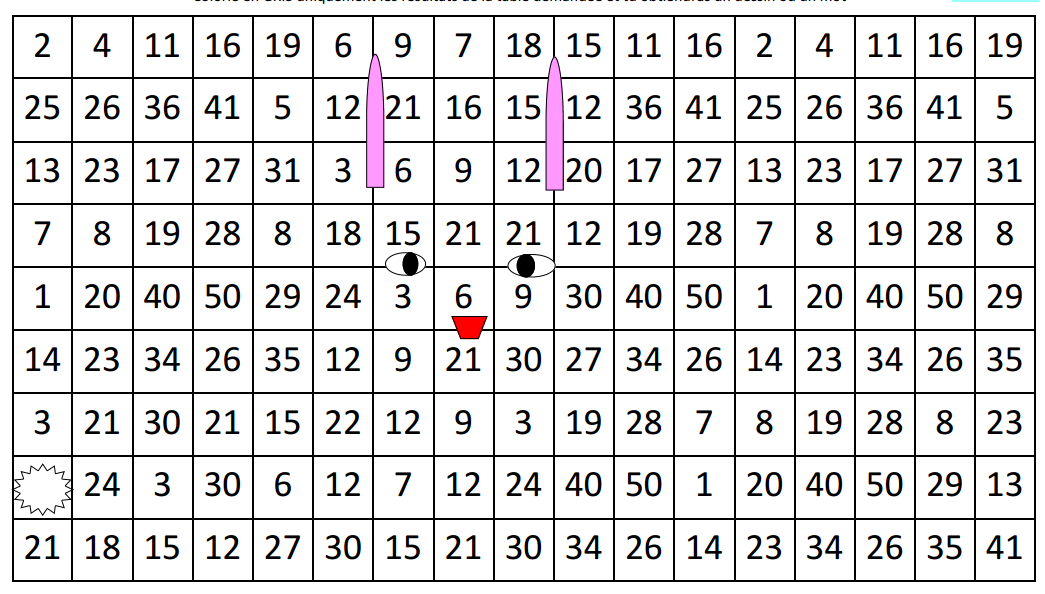 2 4 11 16 19 6 9 7 18 15 11 16 2 4 11 16 19
25 26 36 41 5 12 21 16 15 12 36 41 25 26 36 41 5
13 23 17 27 31 3 6 9 12 20 17 27 13 23 17 27 31
7 8 19 28 8 18 15 21 21 12 19 28 7 8 19 28 8
1 20 40 50 29 24 3 6 9 30 40 50 1 20 40 50 29
14 23 34 26 35 12 9 21 30 27 34 26 14 23 34 26 35
3 21 30 21 15 22 12 9 3 19 28 7 8 19 28 8 23
24 3 30 6 12 7 12 24 40 50 1 20 40 50 29 13
21 18 15 12 27 30 15 21 30 34 26 14 23 34 26 35 41